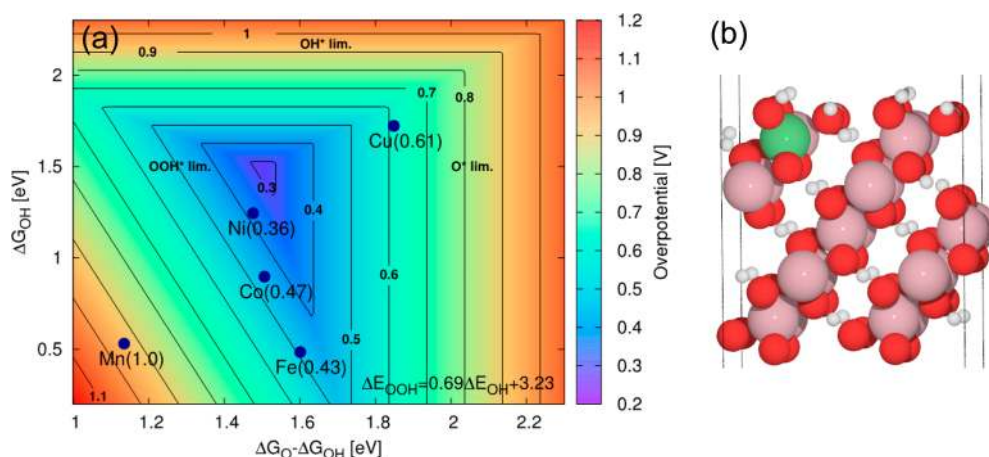 (a)
(b)
1
OH* lim.
0.9
0.8
0.7
OOH* lim.
O* lim.
Cu(0.61)
0.3
0.4
Ni(0.36)
Co(0.47)
0.6
0.5
Mn(1.0)
Fe(0.43)
1.1
ΔE_OOH=0.69ΔE_OH+3.23
2
1.5
1
0.5
ΔG_OH [eV]
1 1.2 1.4 1.6 1.8 2 2.2
ΔG_O-ΔG_OH [eV]
1.2
1.1
1
0.9
0.8
0.7
0.6
0.5
0.4
0.3
0.2
Overpotential [V]